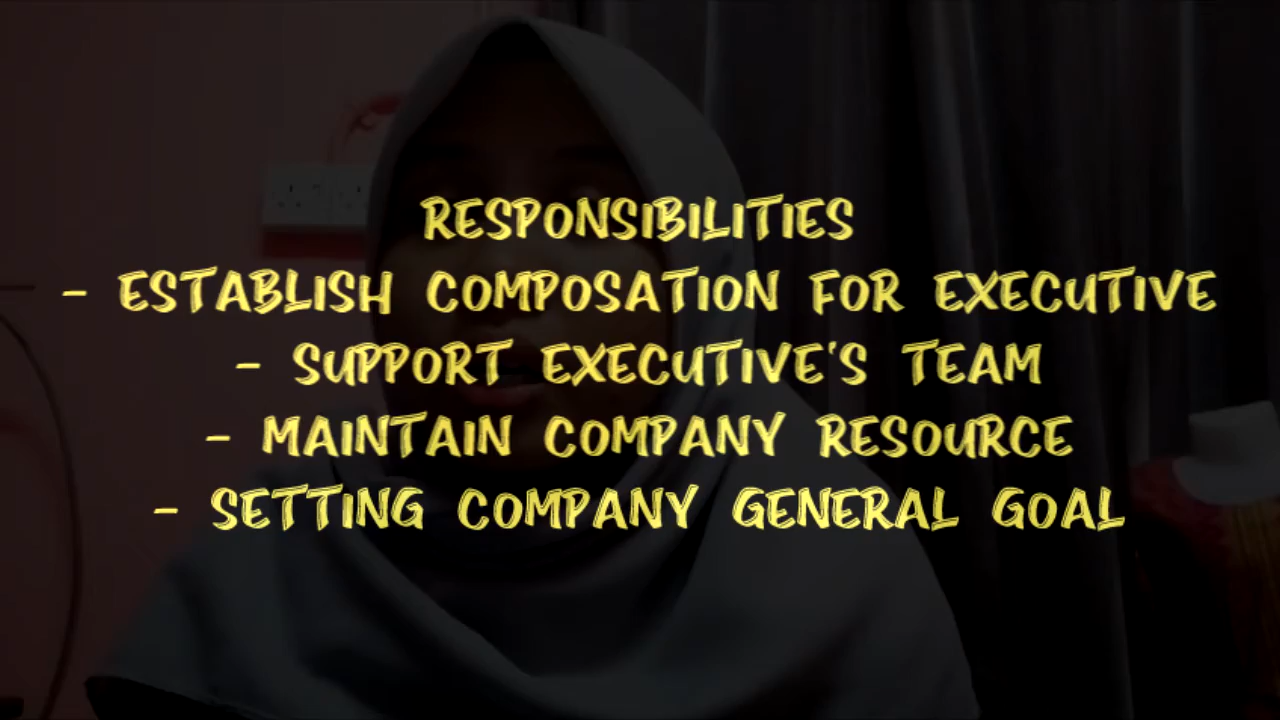 RESPONSIBILITIES
- ESTABLISH COMPOSATION FOR EXECUTIVE
- SUPPORT EXECUTIVE'S TEAM
- MAINTAIN COMPANY RESOURCE
- SETTING COMPANY GENERAL GOAL